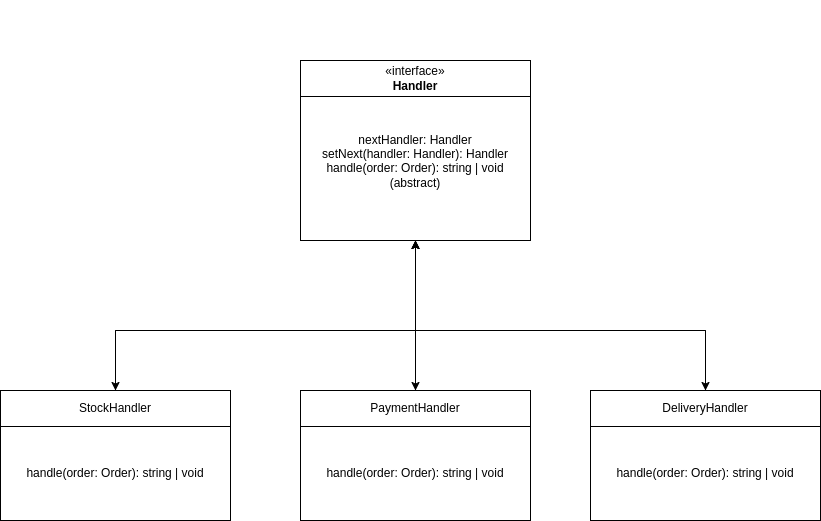 «interface»
Handler
nextHandler: Handler
setNext(handler: Handler): Handler
handle(order: Order): string | void
(abstract)
StockHandler
PaymentHandler
DeliveryHandler
handle(order: Order): string | void
handle(order: Order): string | void
handle(order: Order): string | void